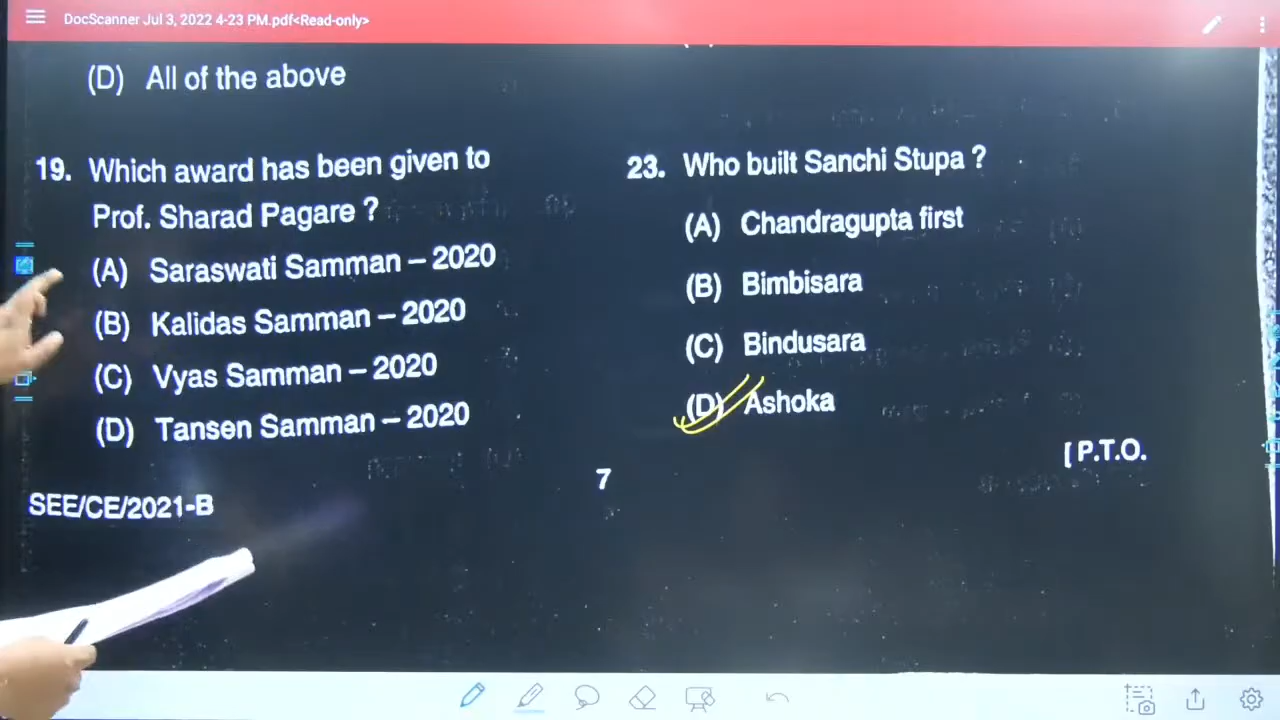 DocScanner Jul 3, 2022 4-23 PM.pdf<Read-only>
(D) All of the above
19. Which award has been given to
Prof. Sharad Pagare ?
(A) Saraswati Samman – 2020
(B) Kalidas Samman – 2020
(C) Vyas Samman – 2020
(D) Tansen Samman – 2020
SEE/CE/2021-B
7
23. Who built Sanchi Stupa ?
(A) Chandragupta first
(B) Bimbisara
(C) Bindusara
(D) Ashoka
[ P.T.O.